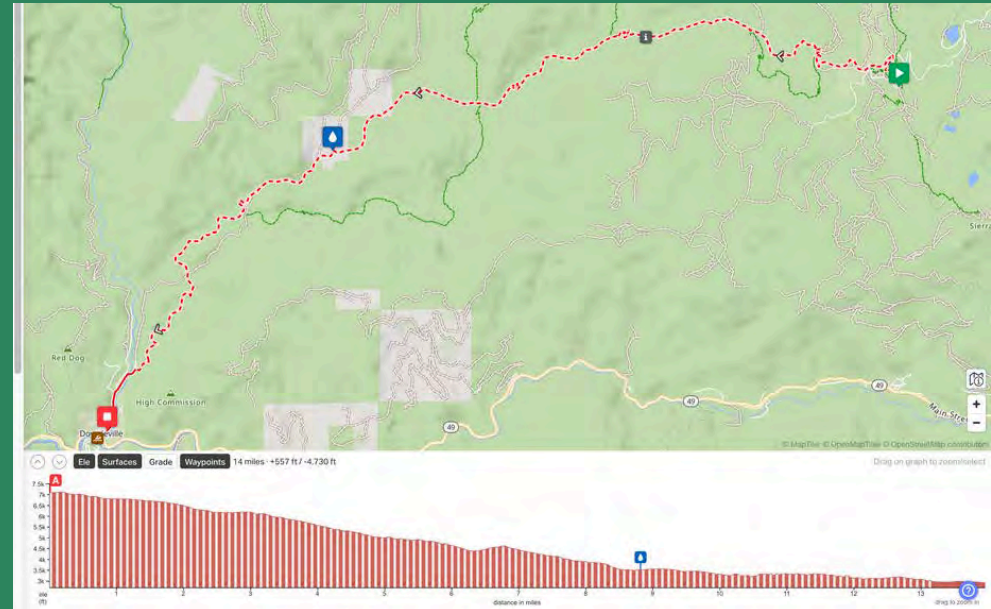 i
Sierra
Red Dog
High Commission
49
49
49
Main Stre
© MapTiler © OpenStreetMap contributors
Ele Surfaces Grade Waypoints 14 miles · +557 ft / -4,730 ft
Drag on graph to zoom/select
A
7.5k
7k
6.5k
6k
5.5k
5k
4.5k
4k
3.5k
3k
ele
(ft)
1 2 3 4 5 6 7 8 9 10 11 12 13
distance in miles
drag to zoom in